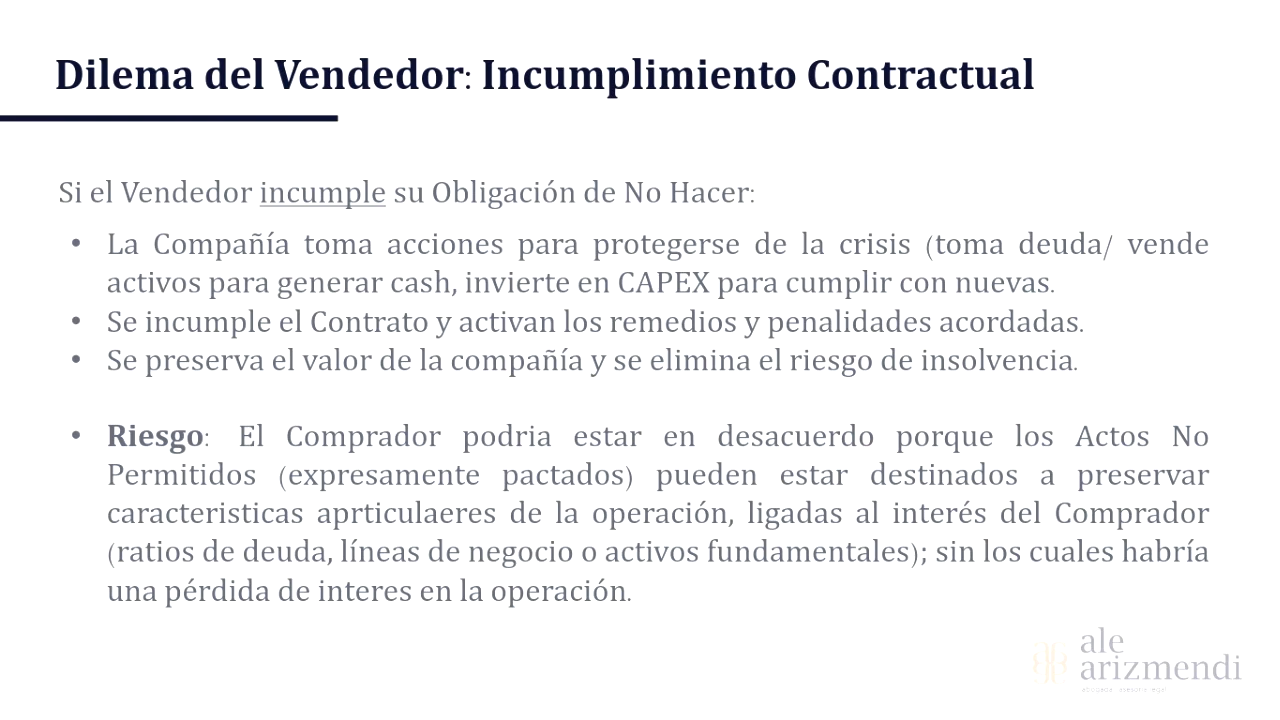 Dilema del Vendedor: Incumplimiento Contractual
Si el Vendedor incumple su Obligación de No Hacer:
• La Compañía toma acciones para protegerse de la crisis (toma deuda/ vende
activos para generar cash, invierte en CAPEX para cumplir con nuevas.
• Se incumple el Contrato y activan los remedios y penalidades acordadas.
• Se preserva el valor de la compañía y se elimina el riesgo de insolvencia.
• Riesgo: El Comprador podria estar en desacuerdo porque los Actos No
Permitidos (expresamente pactados) pueden estar destinados a preservar
caracteristicas aprticulaeres de la operación, ligadas al interés del Comprador
(ratios de deuda, líneas de negocio o activos fundamentales); sin los cuales habría
una pérdida de interes en la operación.
ale
arizmendi